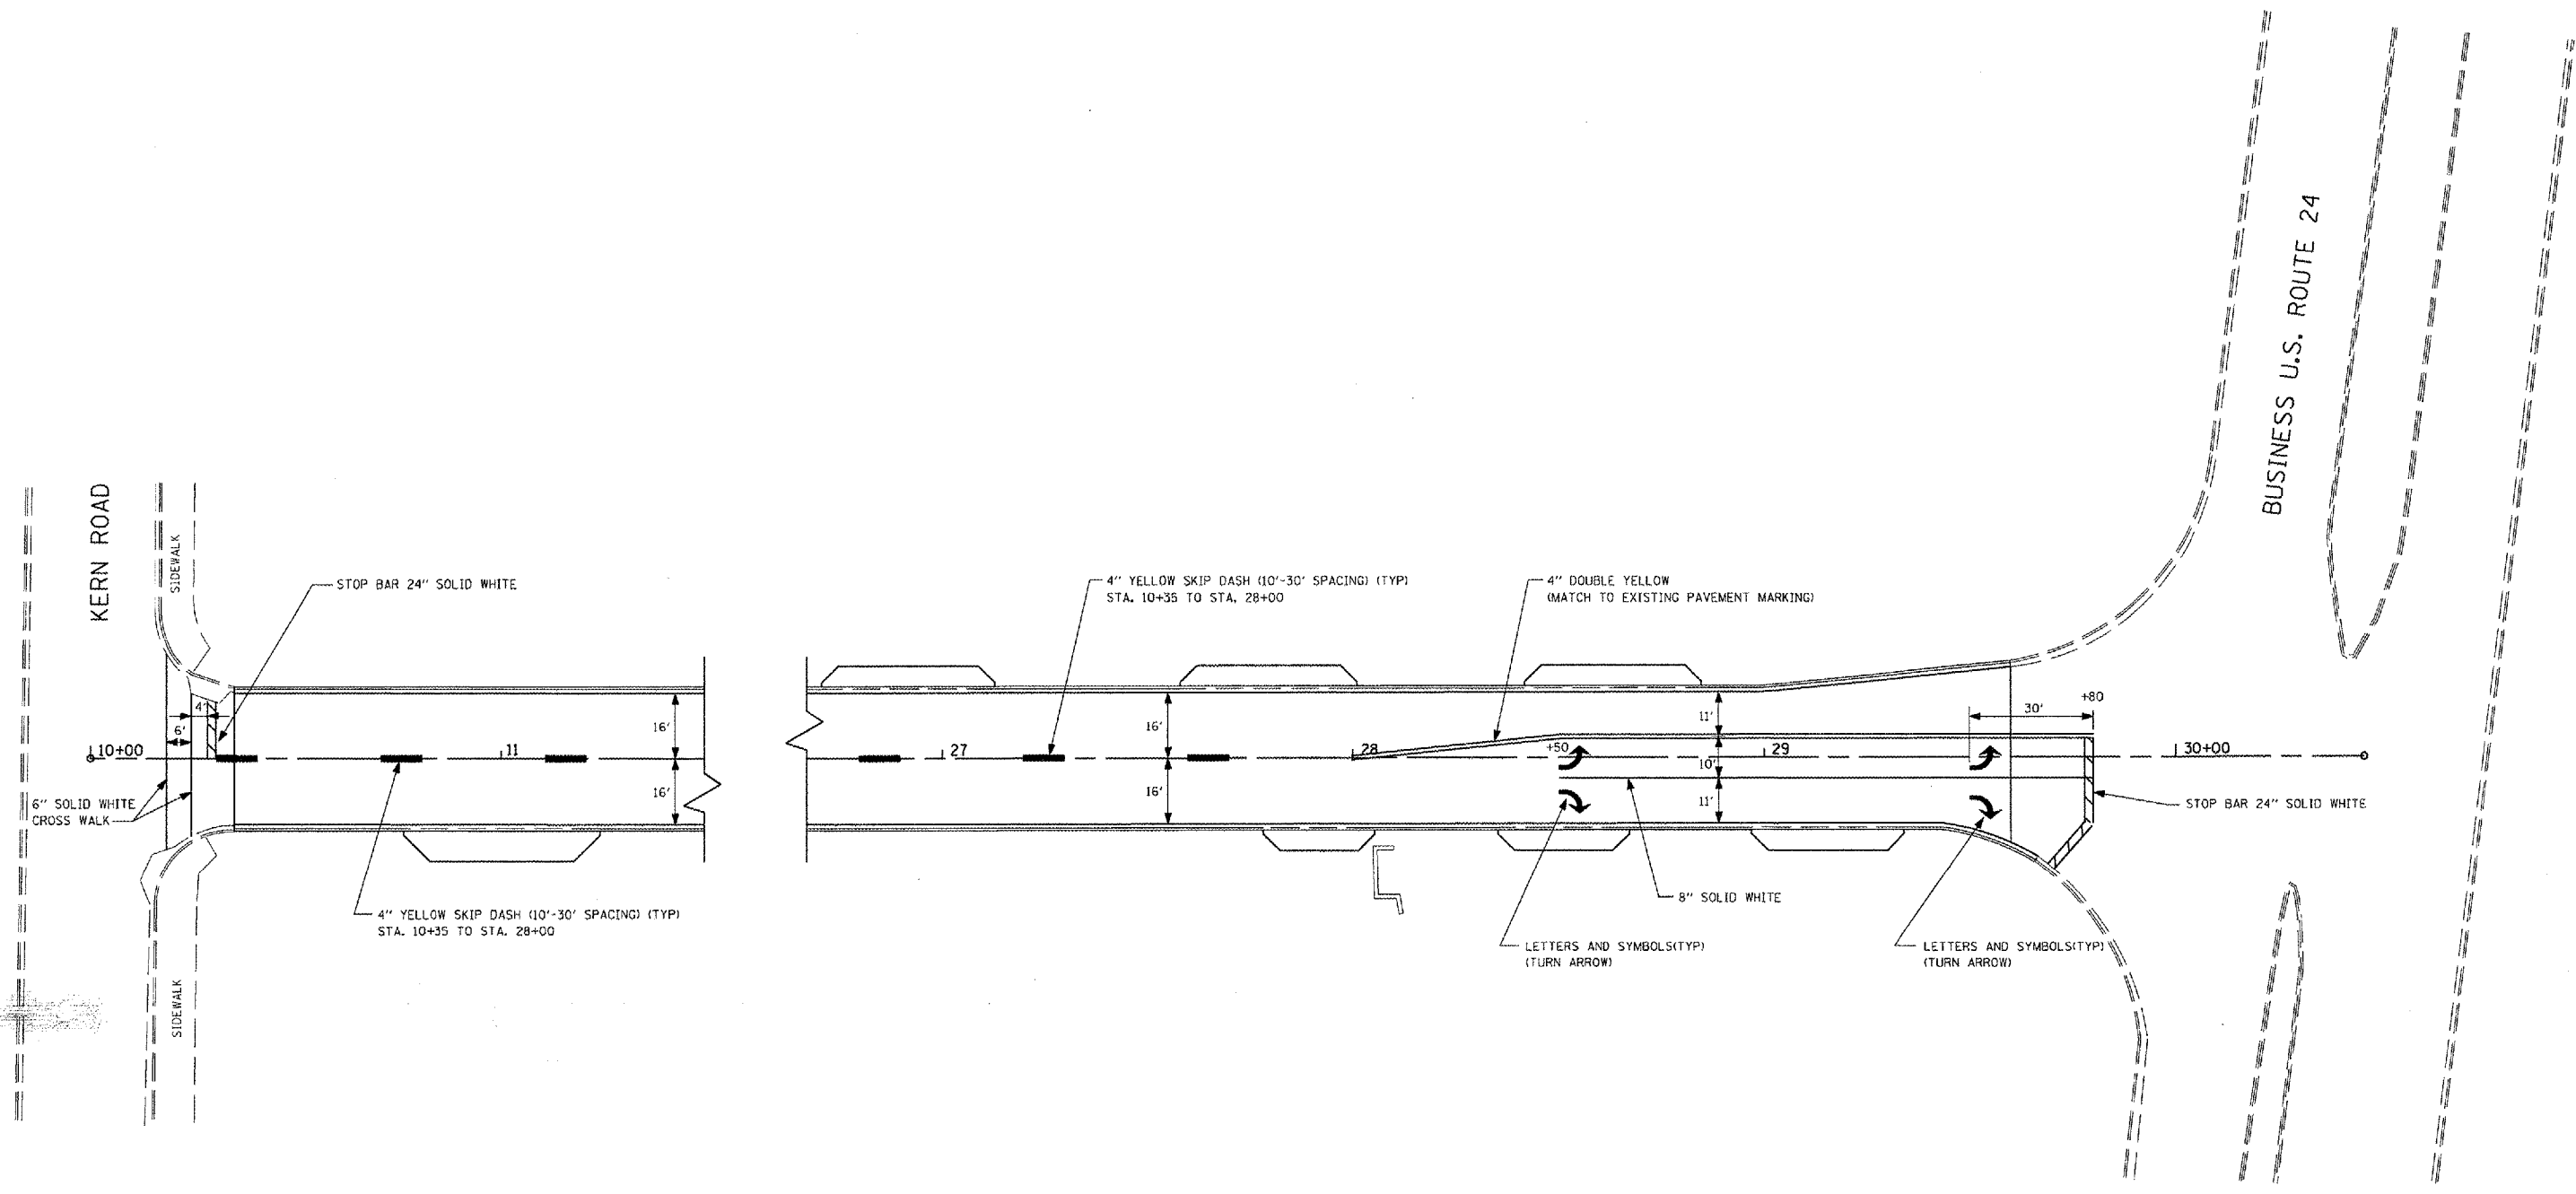 BUSINESS U.S. ROUTE 24
KERN ROAD
SIDEWALK
STOP BAR 24" SOLID WHITE
4" YELLOW SKIP DASH (10'-30' SPACING) (TYP)
STA. 10+35 TO STA. 28+00
4" DOUBLE YELLOW
(MATCH TO EXISTING PAVEMENT MARKING)
4'
6'
16'
16'
11'
30'
+80
10+00
11
27
28
+50
29
30+00
10'
16'
16'
11'
6" SOLID WHITE
CROSS WALK
STOP BAR 24" SOLID WHITE
8" SOLID WHITE
4" YELLOW SKIP DASH (10'-30' SPACING) (TYP)
STA. 10+35 TO STA. 28+00
LETTERS AND SYMBOLS(TYP)
(TURN ARROW)
LETTERS AND SYMBOLS(TYP)
(TURN ARROW)
SIDEWALK